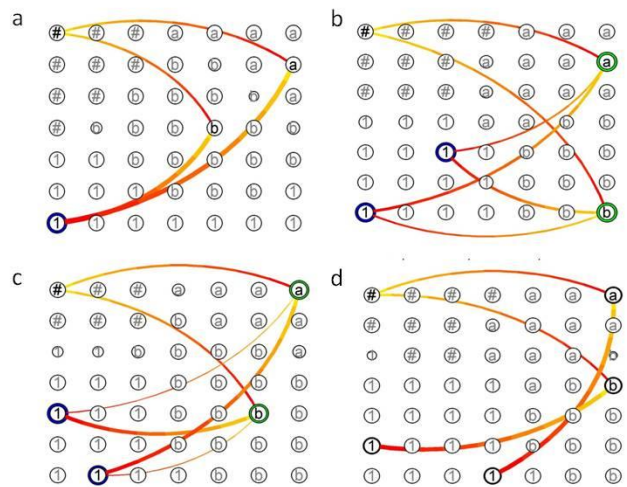 a
# # # a a a a
# # # b b a a
# # b b b b a
# b b b b b b
1 1 b b b b b
1 1 1 b b b b
1 1 1 1 1 1 1
b
# # # # a a a
# # # # a a a
# # # a a a a
1 1 1 a a b b
1 1 1 b b b
1 1 1 1 b b b
1 1 1 1 b b b
c
# # # a a a a
# # # b b a a
1 1 b b b b a
1 1 1 b b b b
1 1 1 b b b b
1 1 1 b b b b
1 1 1 b b b b
d
# # # # a a a
# # # a a a a
1 # # a a a b
1 1 1 1 a b b
1 1 1 1 b b b
1 1 1 1 b b b
1 1 1 1 b b b